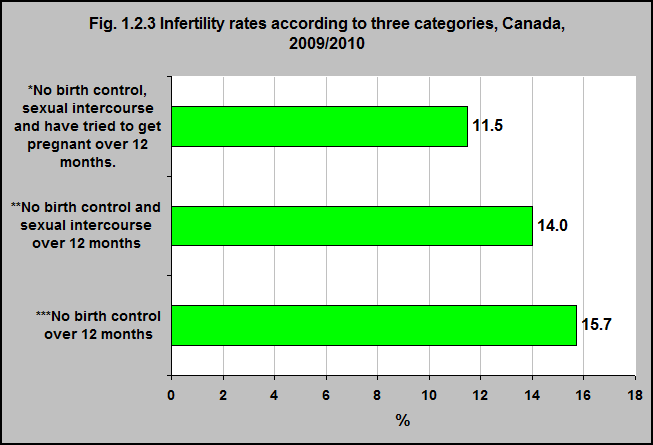 Fig. 1.2.3 Infertility rates according to three categories, Canada,
2009/2010
*No birth control,
sexual intercourse
and have tried to get
pregnant over 12
months.
11.5
**No birth control and
sexual intercourse
over 12 months
14.0
***No birth control
over 12 months
15.7
0 2 4 6 8 10 12 14 16 18
%